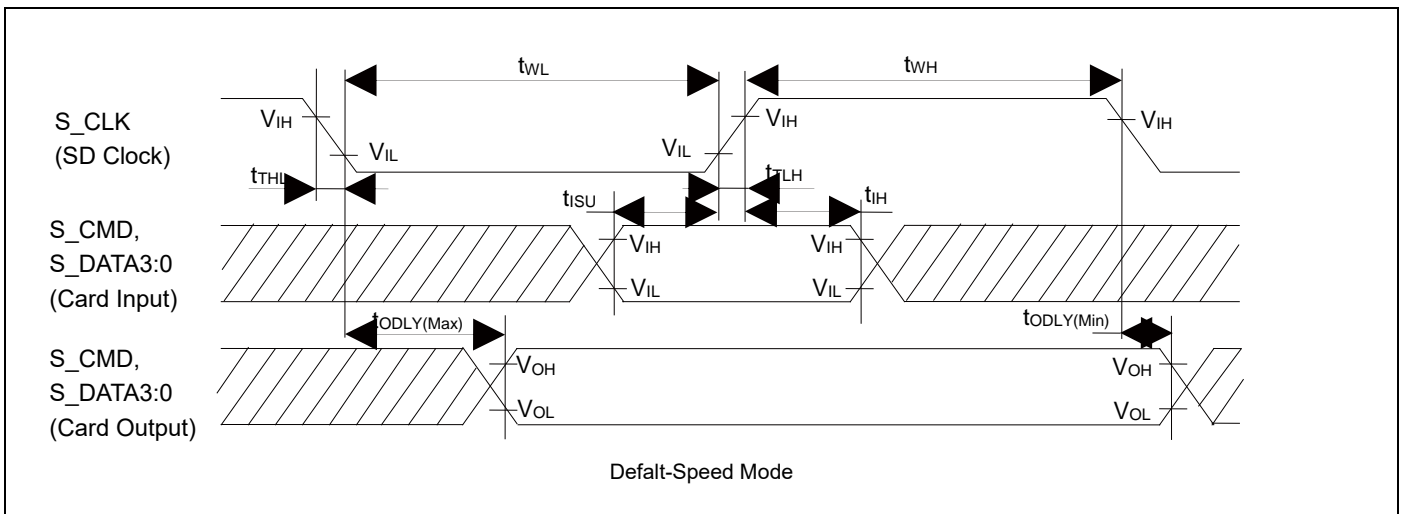 tWL
tWH
S_CLK
(SD Clock)
VIH
VIL
VIL
VIH
VIH
tTHL
tTLH
tISU
tIH
S_CMD,
S_DATA3:0
(Card Input)
VIH
VIL
VIH
VIL
tODLY(Max)
tODLY(Min)
S_CMD,
S_DATA3:0
(Card Output)
VOH
VOL
VOH
VOL
Defalt-Speed Mode